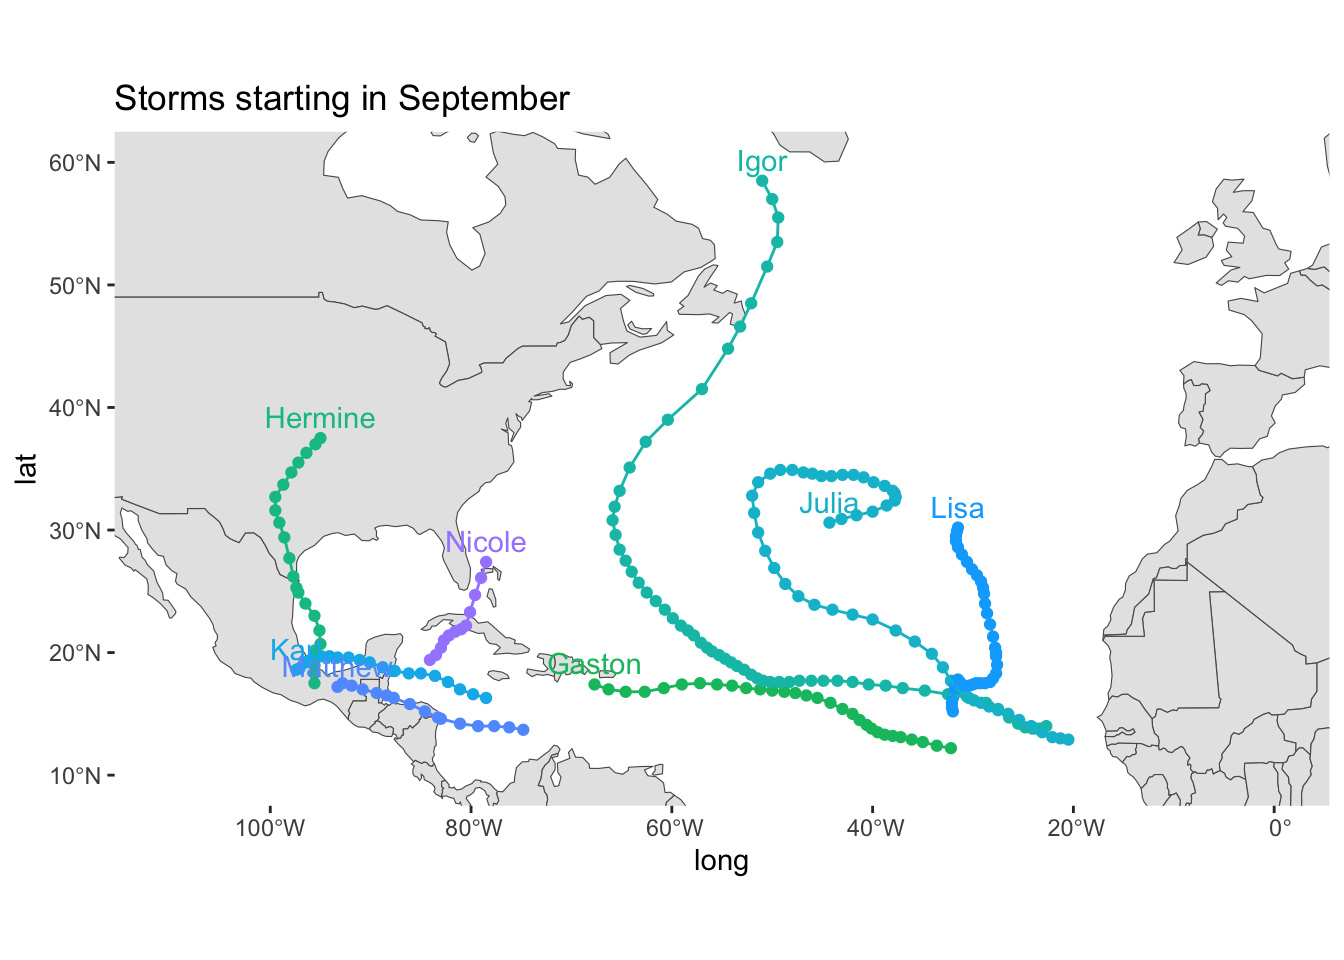 Storms starting in September
60°N
50°N
40°N
30°N
20°N
10°N
lat
Igor
Hermine
Julia
Lisa
Nicole
Karl
Matthew
Gaston
100°W
80°W
60°W
40°W
20°W
0°
long